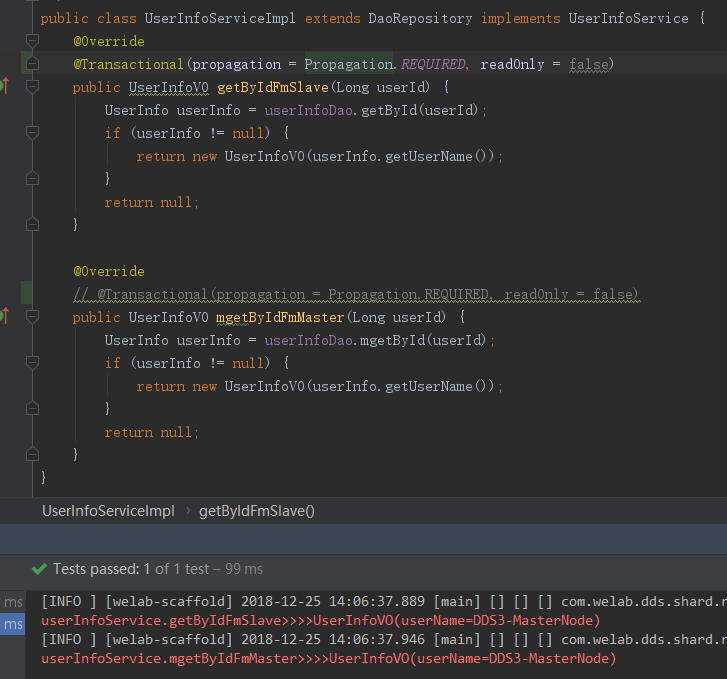 public class UserInfoServiceImpl extends DaoRepository implements UserInfoService {
@Override
@Transactional(propagation = Propagation.REQUIRED, readOnly = false)
public UserInfoVO getByIdFmSlave(Long userId) {
UserInfo userInfo = userInfoDao.getById(userId);
if (userInfo != null) {
return new UserInfoVO(userInfo.getUserName());
}
return null;
}
@Override
// @Transactional(propagation = Propagation.REQUIRED, readOnly = false)
public UserInfoVO mgetByIdFmMaster(Long userId) {
UserInfo userInfo = userInfoDao.mgetById(userId);
if (userInfo != null) {
return new UserInfoVO(userInfo.getUserName());
}
return null;
}
}
UserInfoServiceImpl › getByIdFmSlave()
Tests passed: 1 of 1 test – 99 ms
ms [INFO ] [welab-scaffold] 2018-12-25 14:06:37.889 [main] [] [] [] com.welab.dds.shard.r
ms userInfoService.getByIdFmSlave>>>>UserInfoVO(userName=DDS3-MasterNode)
[INFO ] [welab-scaffold] 2018-12-25 14:06:37.946 [main] [] [] [] com.welab.dds.shard.r
userInfoService.mgetByIdFmMaster>>>>UserInfoVO(userName=DDS3-MasterNode)